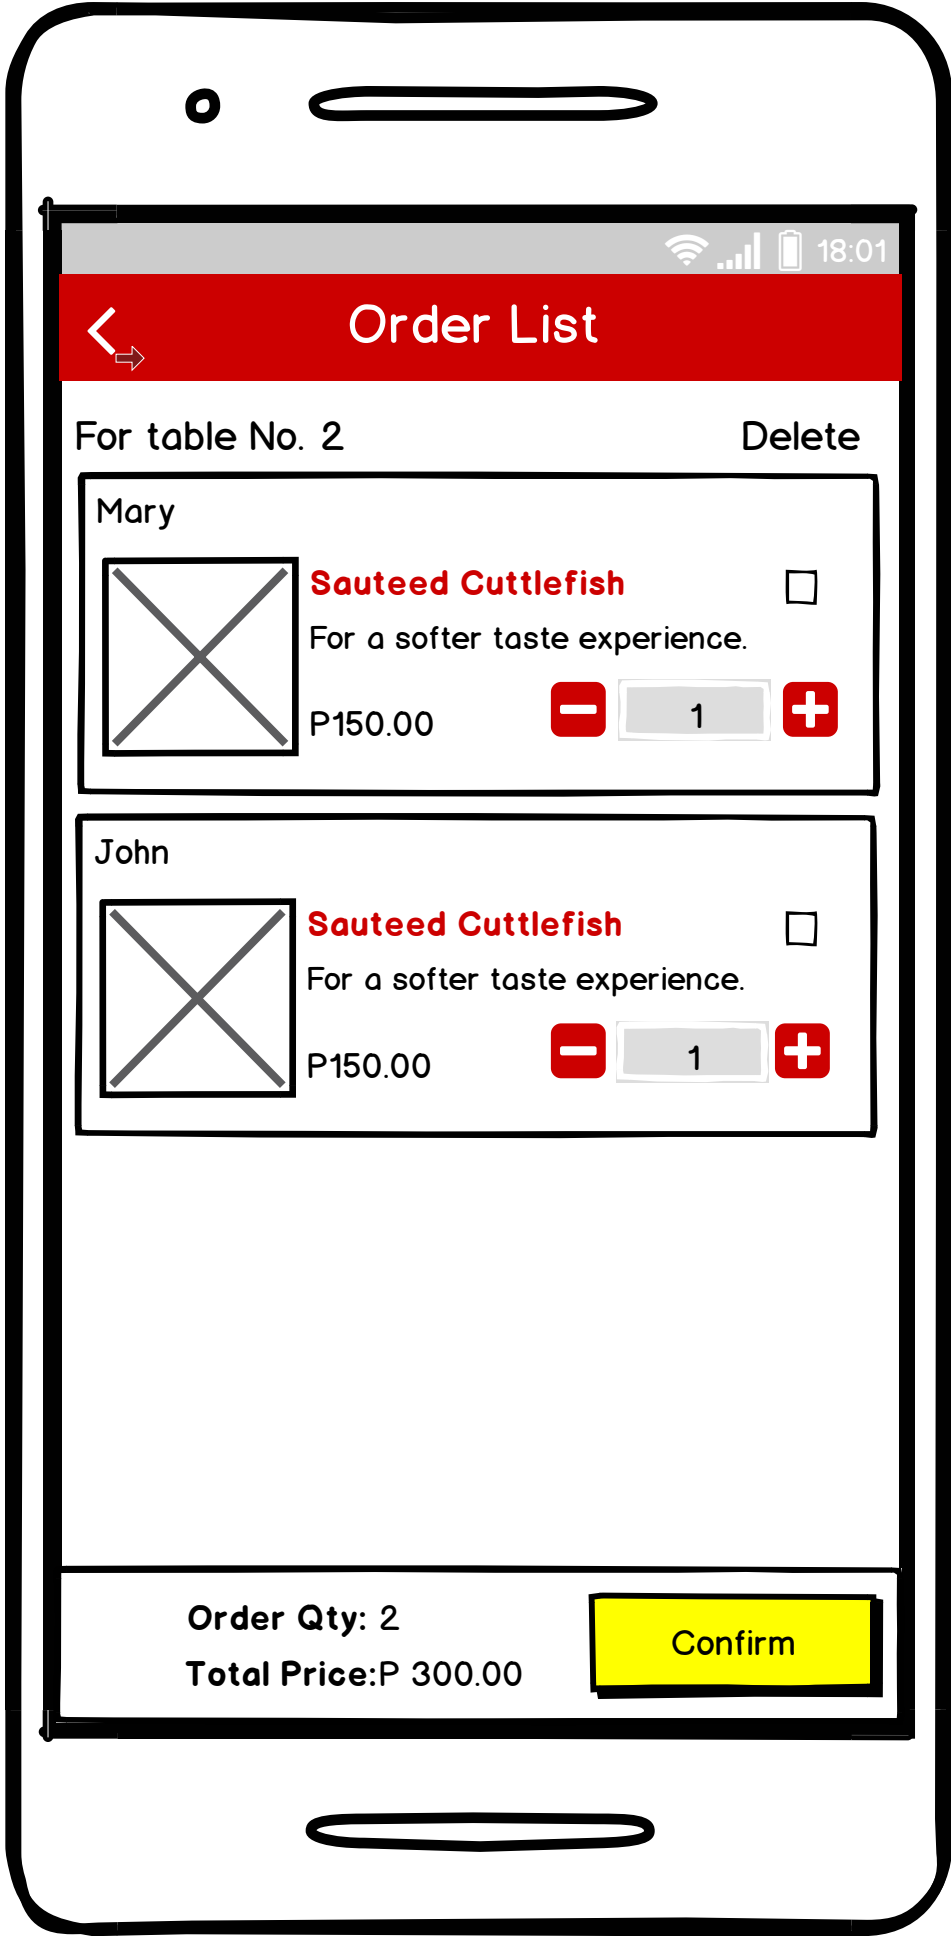 18:01
Order List
For table No. 2
Delete
Mary
Sauteed Cuttlefish
For a softer taste experience.
P150.00
1
John
Sauteed Cuttlefish
For a softer taste experience.
P150.00
1
Order Qty: 2
Total Price:P 300.00
Confirm